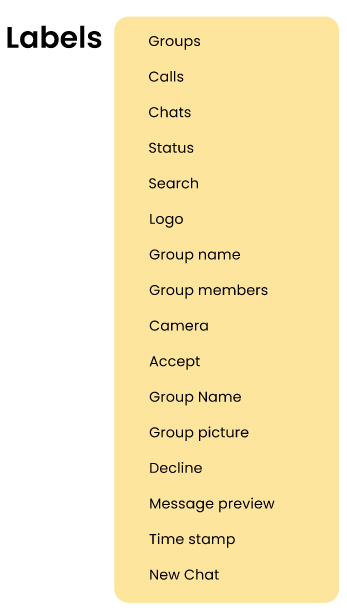 Labels
Groups
Calls
Chats
Status
Search
Logo
Group name
Group members
Camera
Accept
Group Name
Group picture
Decline
Message preview
Time stamp
New Chat